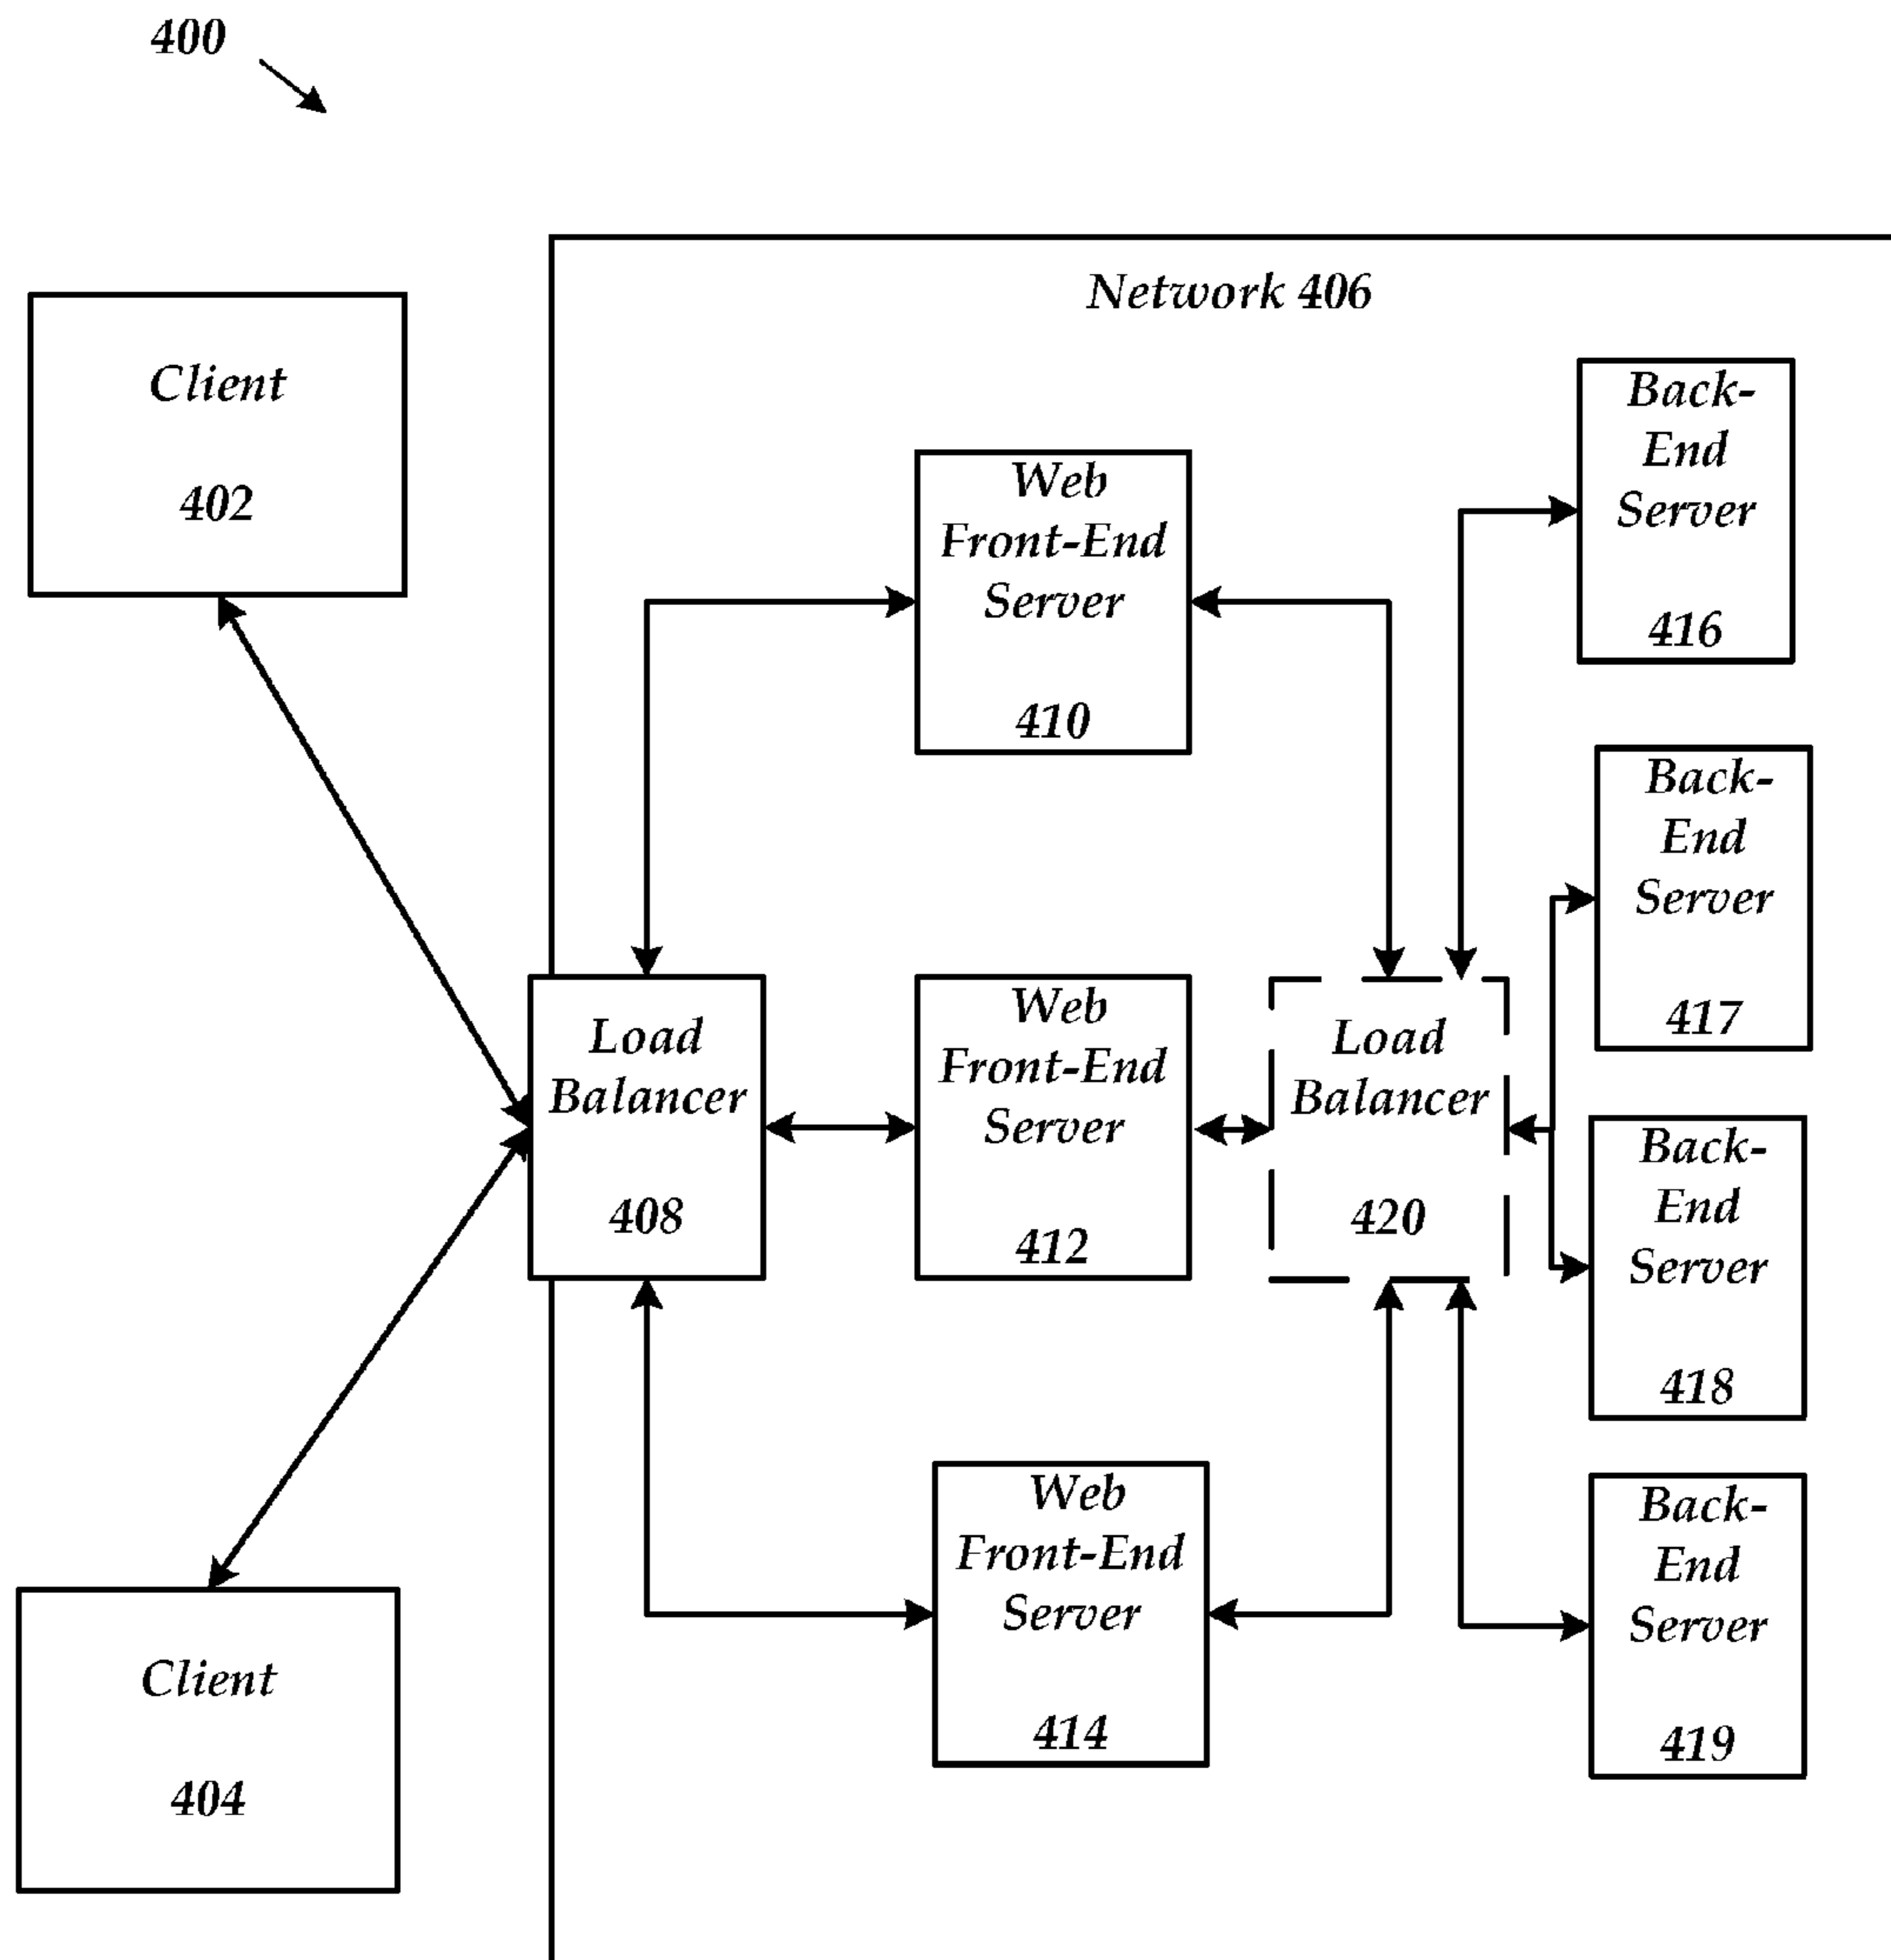 400
Network 406
Client
402
Web
Front-End
Server
410
Back-
End
Server
416
Back-
End
Server
417
Load
Balancer
408
Web
Front-End
Server
412
Load
Balancer
420
Back-
End
Server
418
Web
Front-End
Server
414
Back-
End
Server
419
Client
404